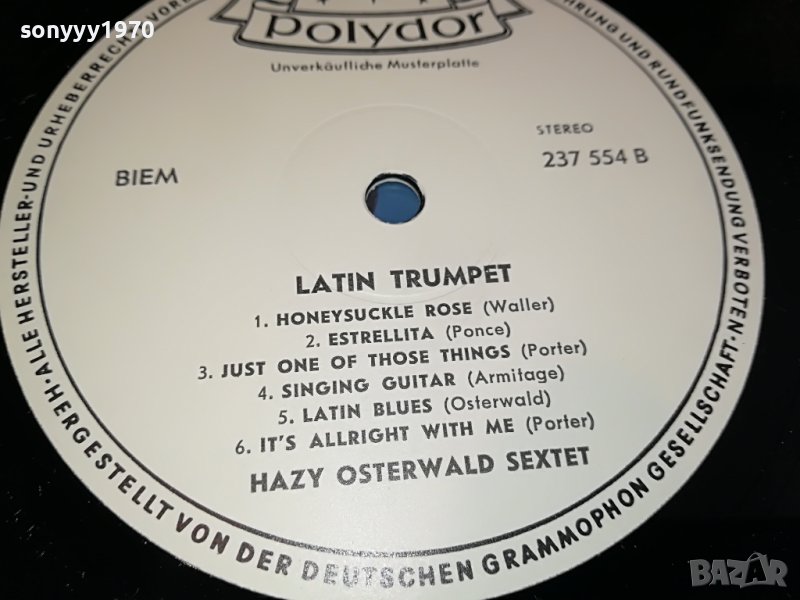 sonyyy1970
Polydor
Unverkäufliche Musterplatte
STEREO
237 554 B
BIEM
LATIN TRUMPET
1. HONEYSUCKLE ROSE (Waller)
2. ESTRELLITA (Ponce)
3. JUST ONE OF THOSE THINGS (Porter)
4. SINGING GUITAR (Armitage)
5. LATIN BLUES (Osterwald)
6. IT'S ALLRIGHT WITH ME (Porter)
HAZY OSTERWALD SEXTET
HERGESTELLT VON DER DEUTSCHEN GRAMMOPHON GESELLSCHAFT · ALLE HERSTELLER- UND URHEBERRECHTE
UND RUNDFUNKSENDUNG VERBOTEN
BAZAR